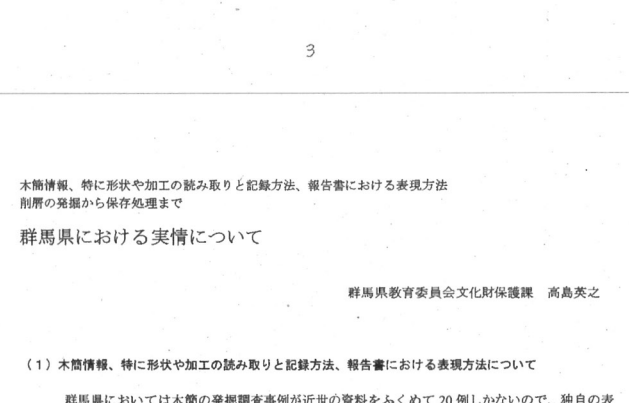 3
木簡情報、特に形状や加工の読み取りと記録方法、報告書における表現方法
削屑の発掘から保存処理まで
群馬県における実情について
群馬県教育委員会文化財保護課　高島英之
（１）木簡情報、特に形状や加工の読み取りと記録方法、報告書における表現方法について
群馬県においては木簡の発掘調査事例が近世の資料をふくめて 20 例しかないので、独自の表